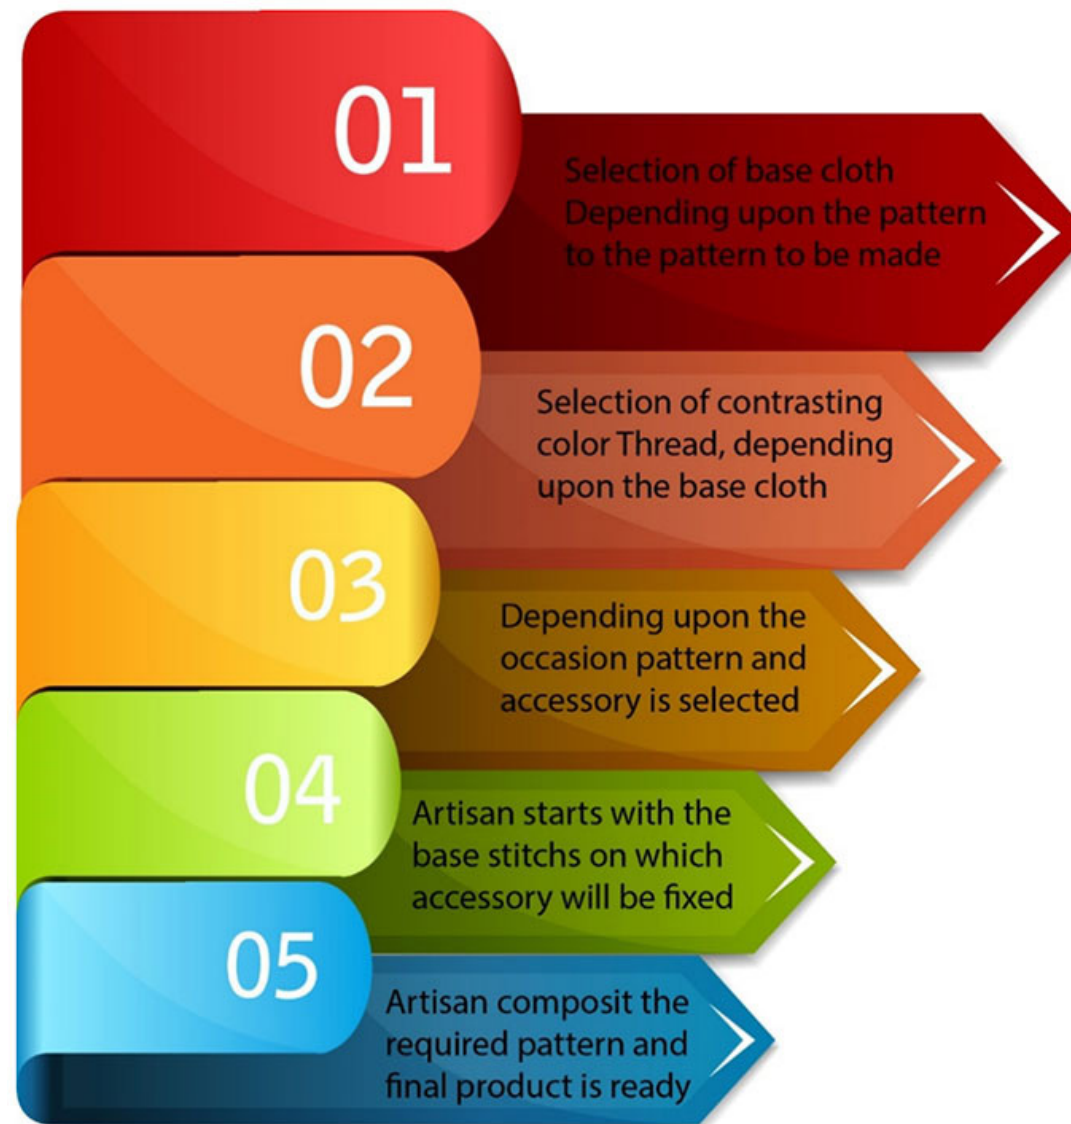 01
Selection of base cloth
Depending upon the pattern
to the pattern to be made
02
Selection of contrasting
color Thread, depending
upon the base cloth
03
Depending upon the
occasion pattern and
accessory is selected
04
Artisan starts with the
base stitchs on which
accessory will be fixed
05
Artisan composit the
required pattern and
final product is ready